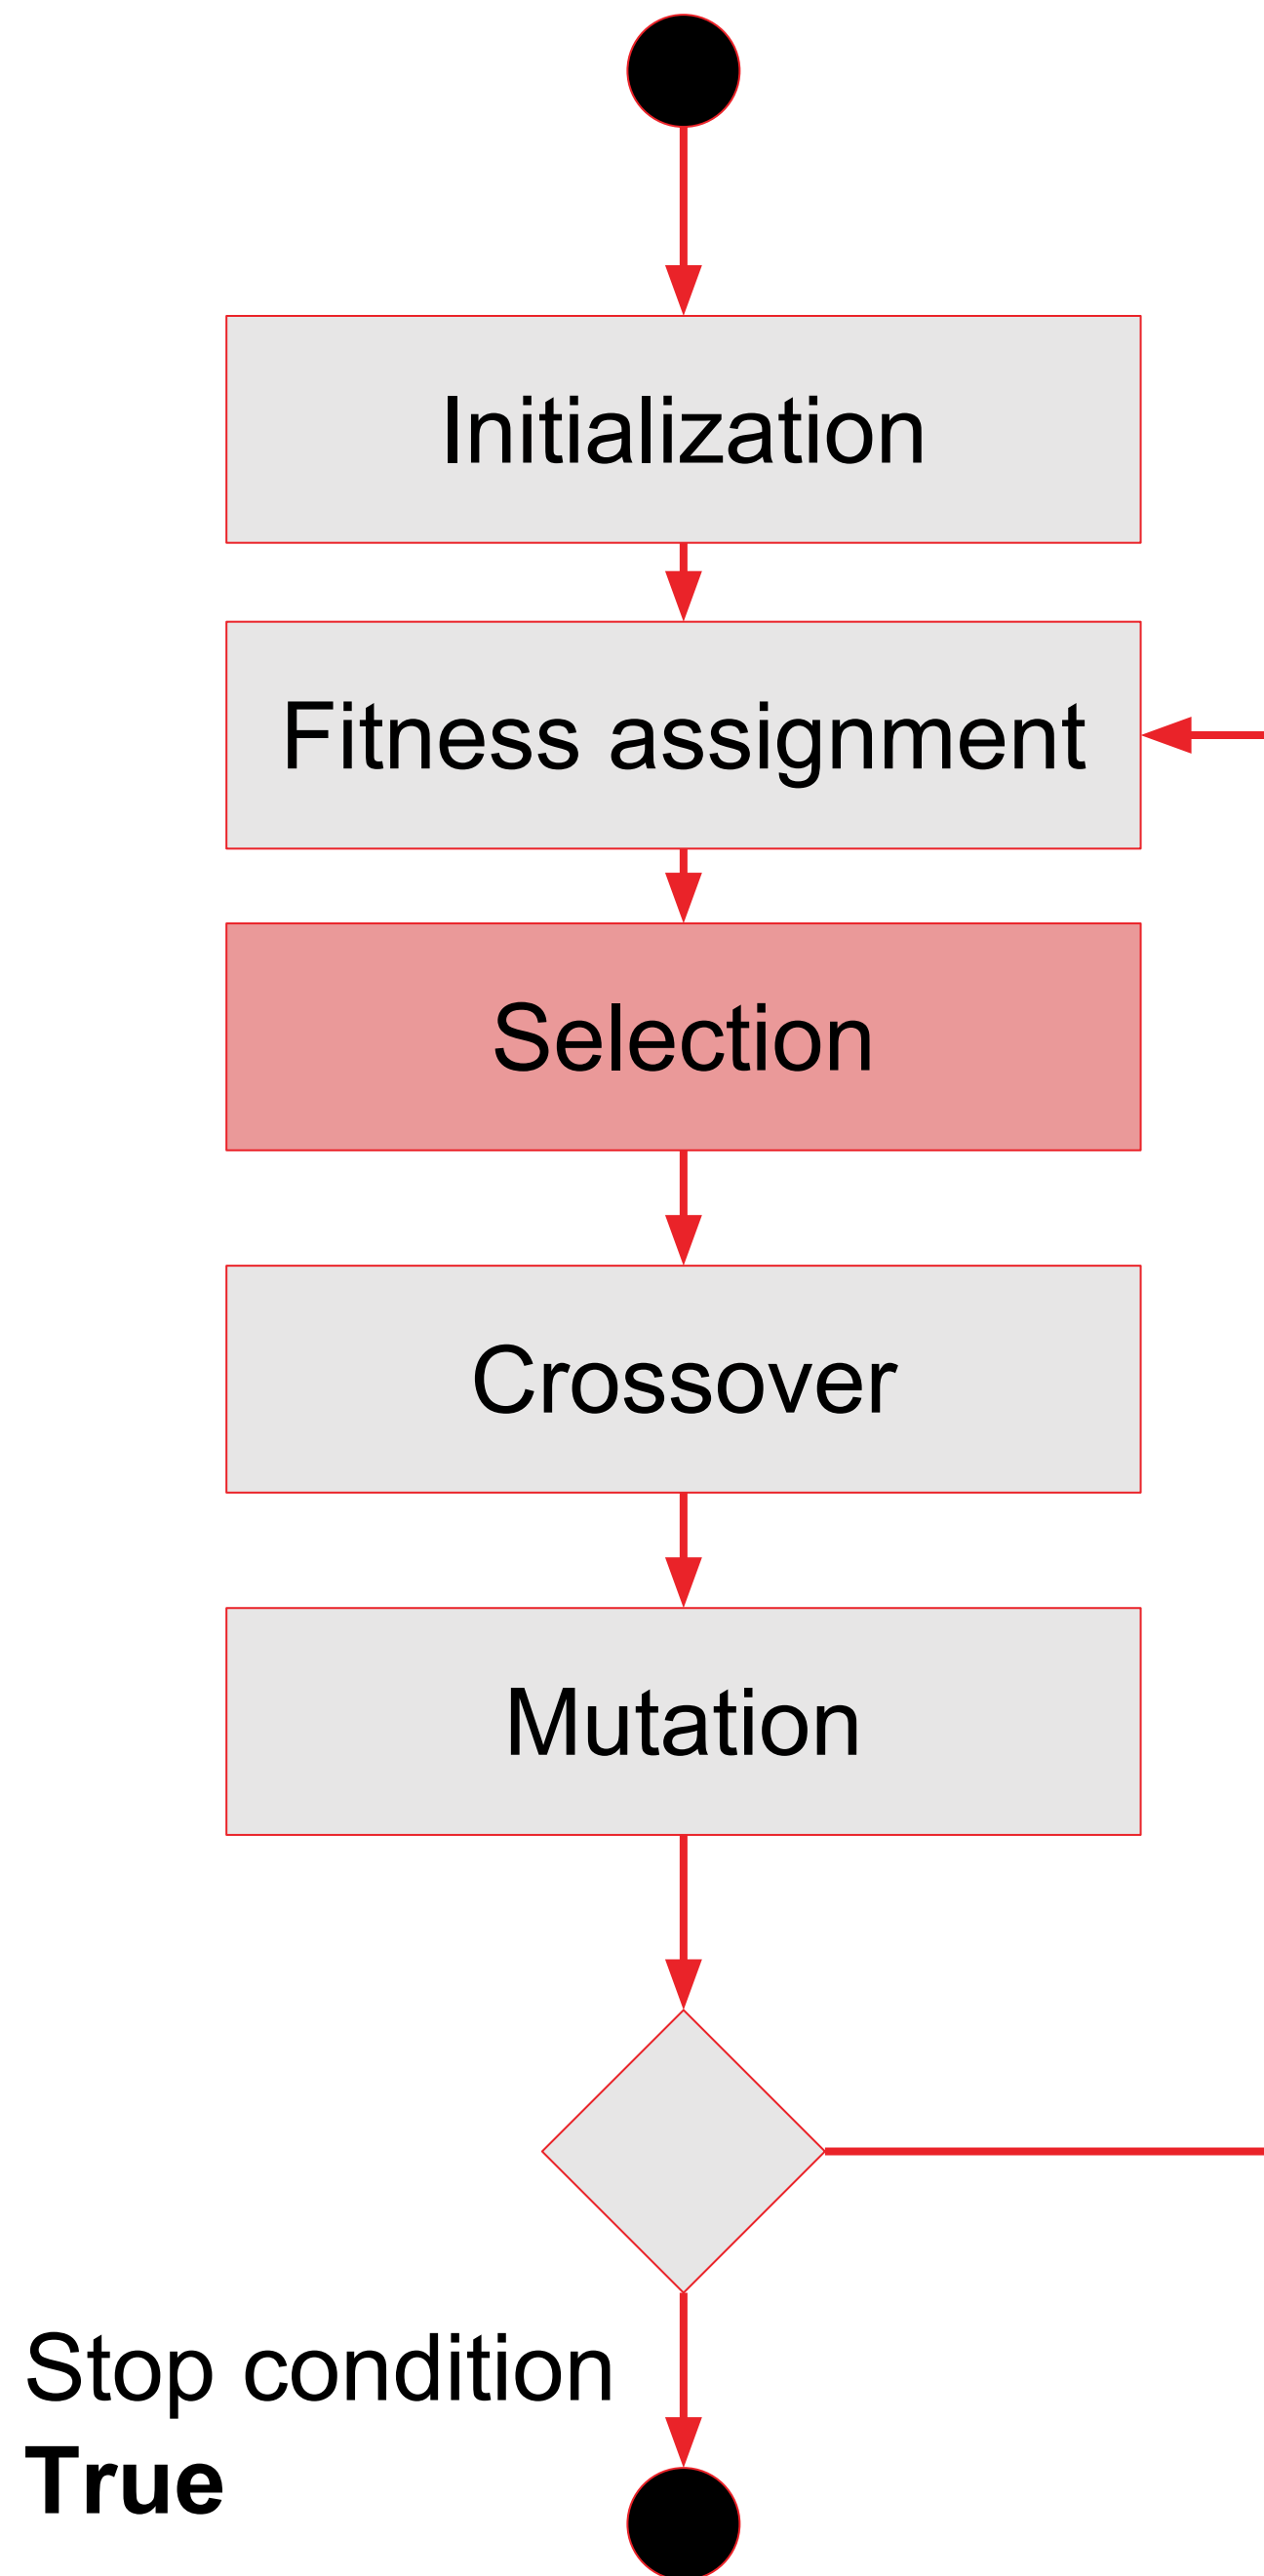 Initialization
Fitness assignment
Selection
Crossover
Mutation
Stop condition
True